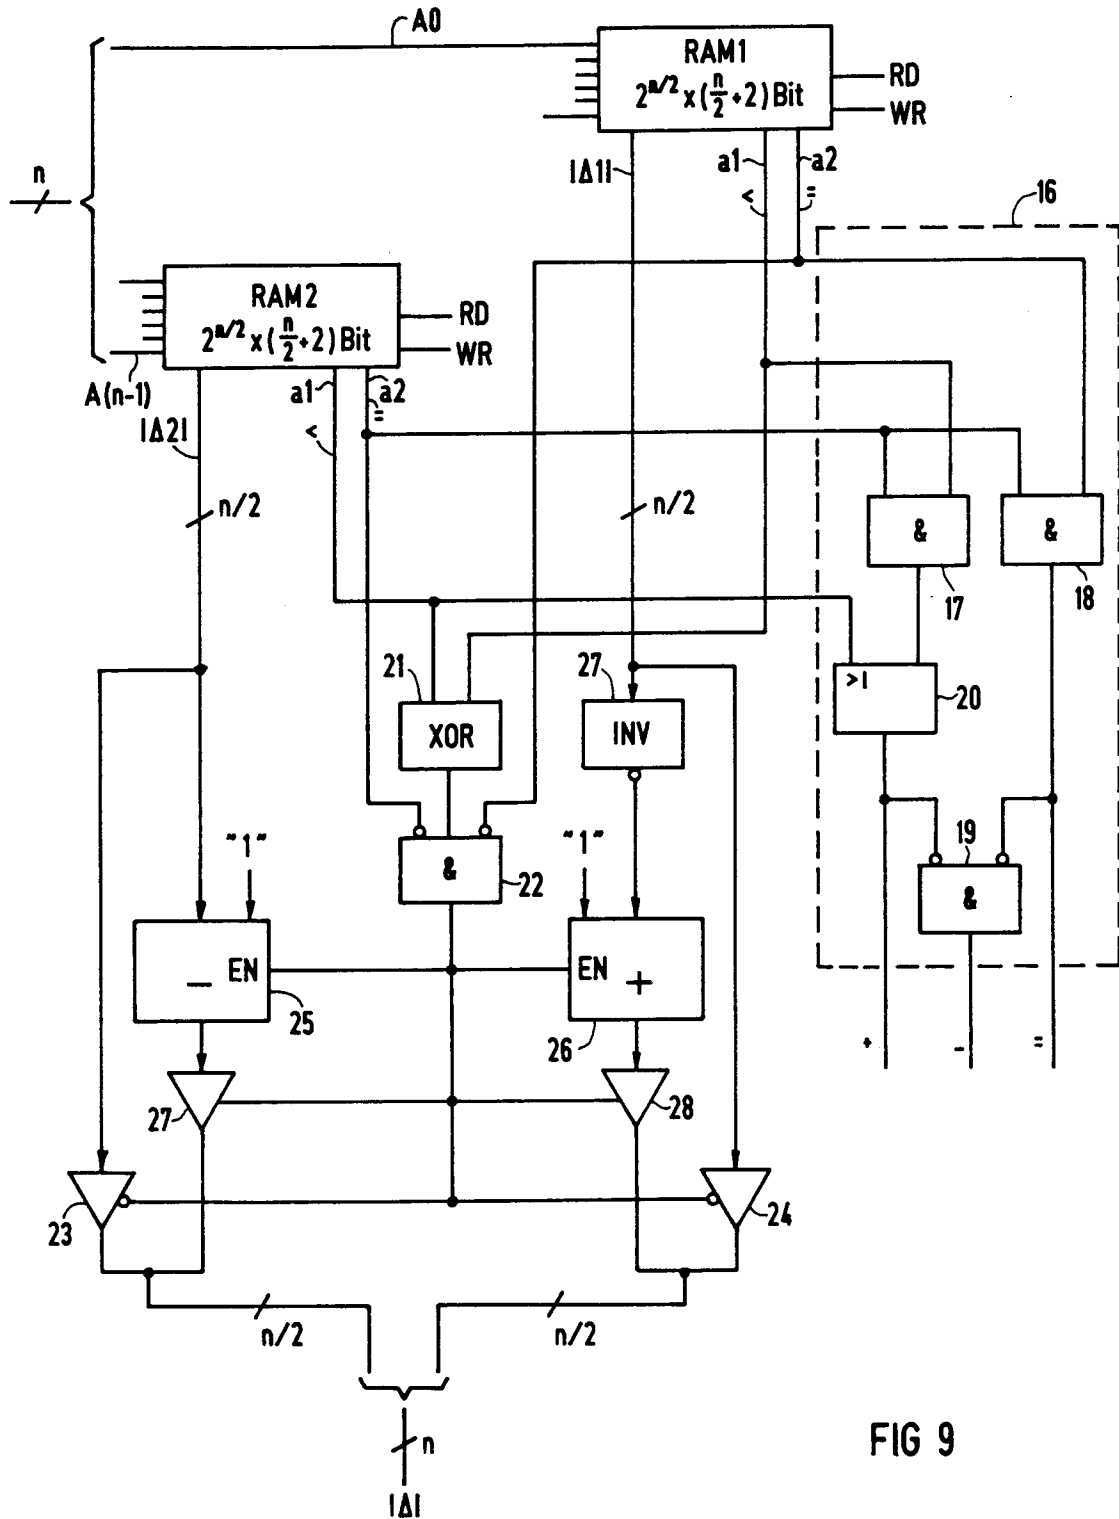 A0
RAM1
2^n/2 x (n/2 +2) Bit
RD
WR
n
|Δ1|
a1
a2
<
=
16
RAM2
2^n/2 x (n/2 +2) Bit
RD
WR
A(n-1)
a1
a2
|Δ2|
<
=
n/2
n/2
&
&
17
18
21
27
>1
20
XOR
INV
"1"
"1"
19
&
22
&
EN
−
25
EN
+
26
+
-
=
27
28
23
24
n/2
n/2
n
FIG 9
|Δ|